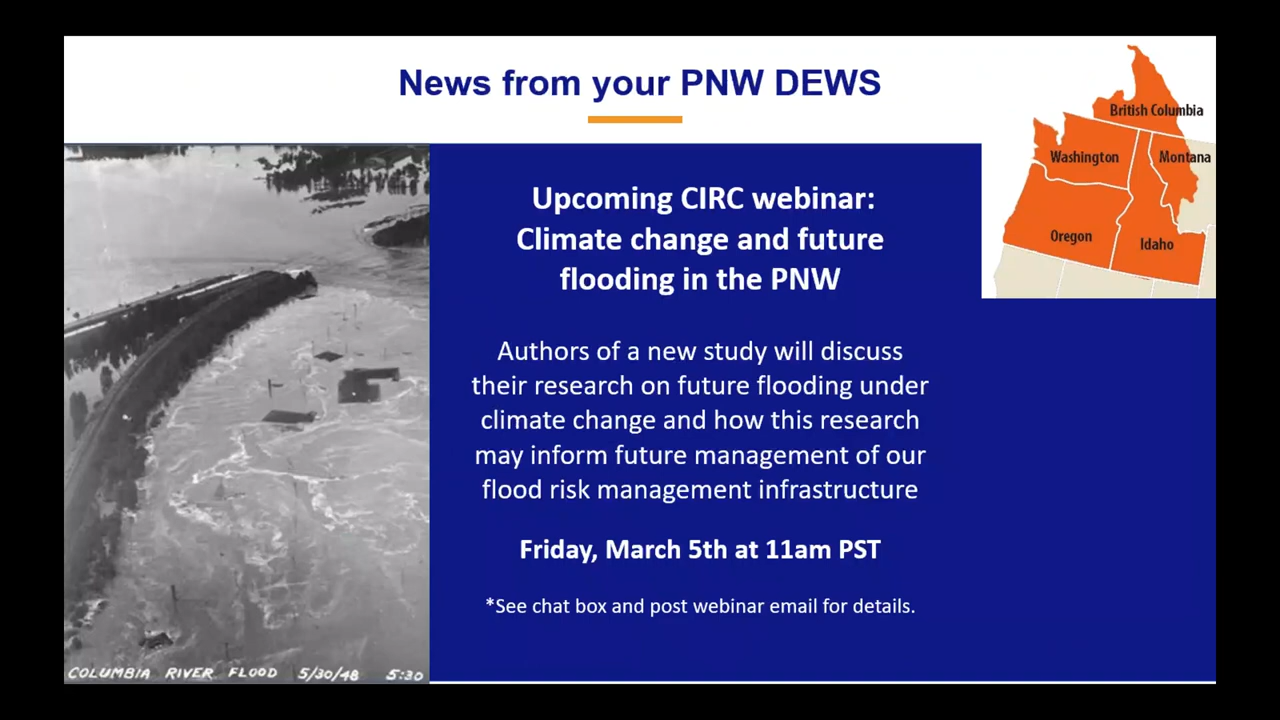 News from your PNW DEWS
British Columbia
Washington
Montana
Oregon
Idaho
Upcoming CIRC webinar:
Climate change and future
flooding in the PNW
Authors of a new study will discuss
their research on future flooding under
climate change and how this research
may inform future management of our
flood risk management infrastructure
Friday, March 5th at 11am PST
*See chat box and post webinar email for details.
COLUMBIA RIVER FLOOD 5/30/48 5:30